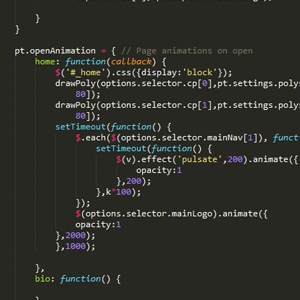 }
}
pt.openAnimation = { // Page animations on open
home: function(callback) {
$('#_home').css({display:'block'});
drawPoly(options.selector.cp[0],pt.settings.polys
80]);
drawPoly(options.selector.cp[1],pt.settings.polys
80]);
setTimeout(function() {
$.each($(options.selector.mainNav[1]), funct
setTimeout(function() {
$(v).effect('pulsate',200).animate({
opacity:1
},200);
},k*100);
});
$(options.selector.mainLogo).animate({
opacity:1
},2000);
},1000);
},
bio: function() {